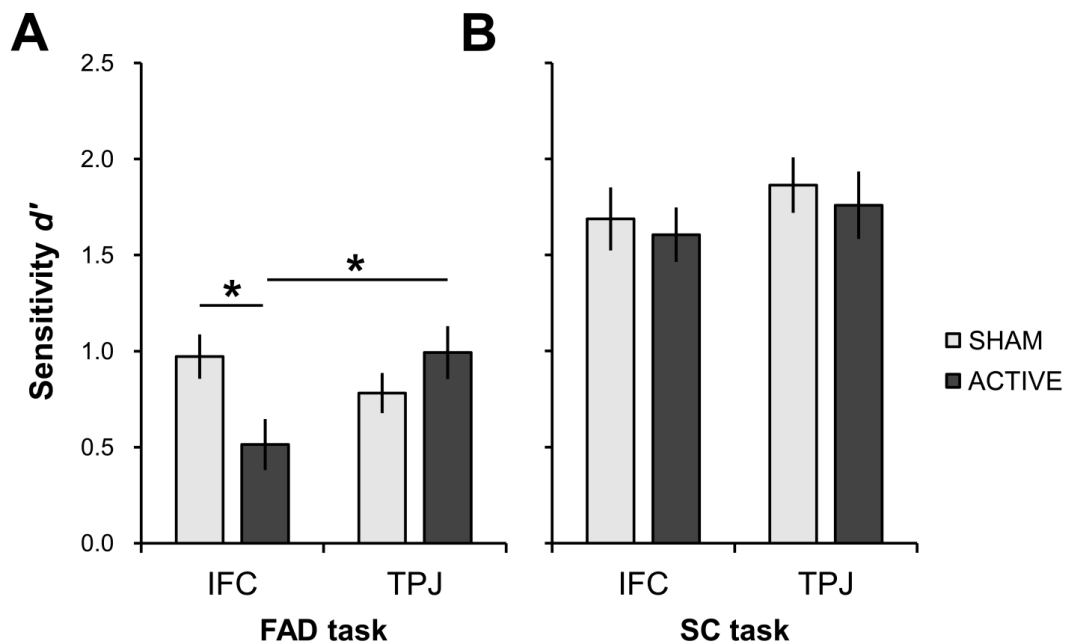 A
B
Sensitivity d'
2.5
2.0
1.5
1.0
0.5
0.0
*
*
IFC
TPJ
FAD task
IFC
TPJ
SC task
SHAM
ACTIVE